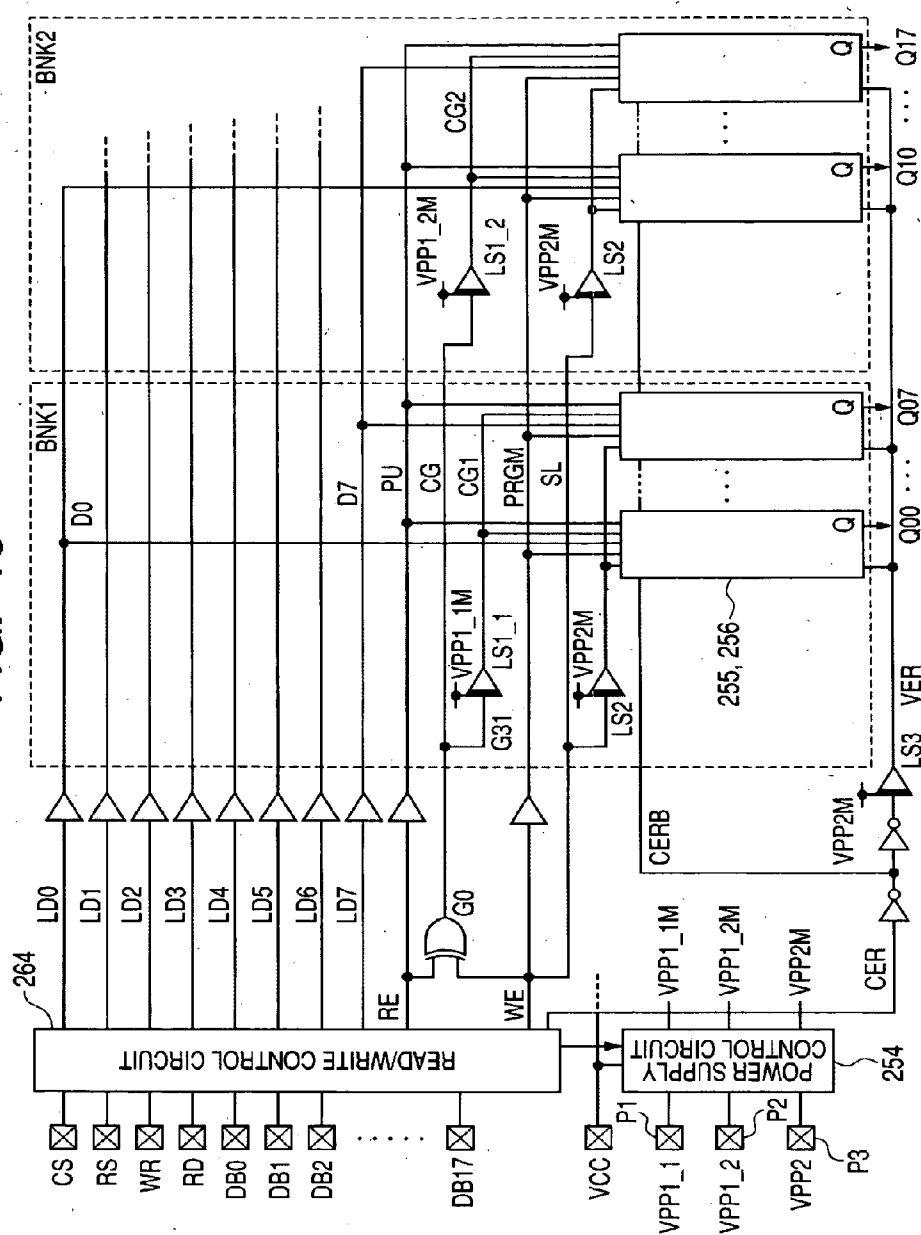 264
CS
RS
WR
RD
DB0
DB1
DB2
DB17
READ/WRITE CONTROL CIRCUIT
LD0
LD1
LD2
LD3
LD4
LD5
LD6
LD7
RE
WE
G0
BNK1
D0
D7
PU
CG
CG1
PRGM
SL
VPP1_1M
LS1_1
G31
VPP2M
LS2
255, 256
Q
Q
Q00 ... Q07
BNK2
CG2
VPP1_2M
LS1_2
VPP2M
LS2
Q
Q
Q10 ... Q17
CERB
CER
VPP2M
LS3
VER
VCC
P1
VPP1_1
P2
VPP1_2
P3
VPP2
POWER SUPPLY
CONTROL CIRCUIT
254
VPP1_1M
VPP1_2M
VPP2M